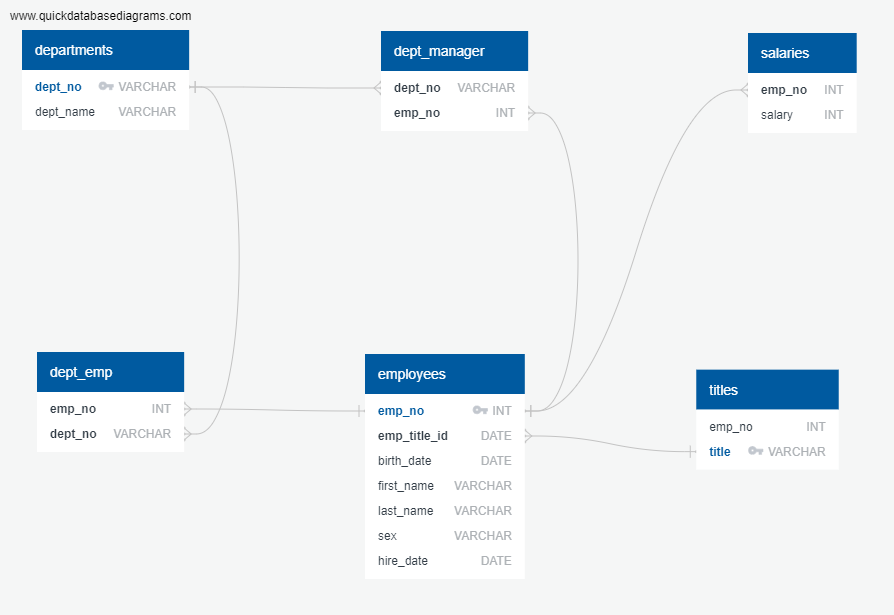 www.quickdatabasediagrams.com
departments
dept_no VARCHAR
dept_name VARCHAR
dept_manager
dept_no VARCHAR
emp_no INT
salaries
emp_no INT
salary INT
dept_emp
emp_no INT
dept_no VARCHAR
employees
emp_no INT
emp_title_id DATE
birth_date DATE
first_name VARCHAR
last_name VARCHAR
sex VARCHAR
hire_date DATE
titles
emp_no INT
title VARCHAR